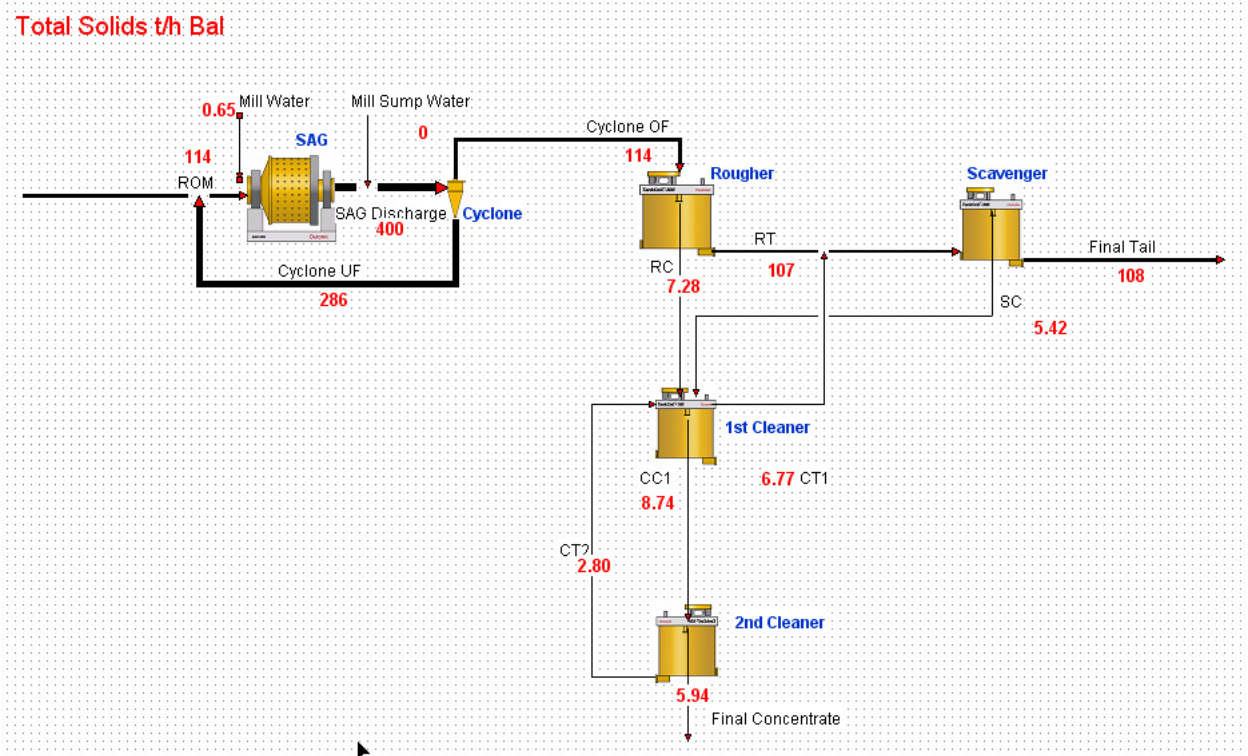 Total Solids t/h Bal
Mill Water
0.65
Mill Sump Water
0
SAG
Cyclone OF
114
114
ROM
Rougher
Scavenger
SAG Discharge
400
Cyclone
RT
107
Final Tail
108
Cyclone UF
286
RC
7.28
SC
5.42
1st Cleaner
CC1
8.74
6.77 CT1
CT2
2.80
2nd Cleaner
5.94
Final Concentrate